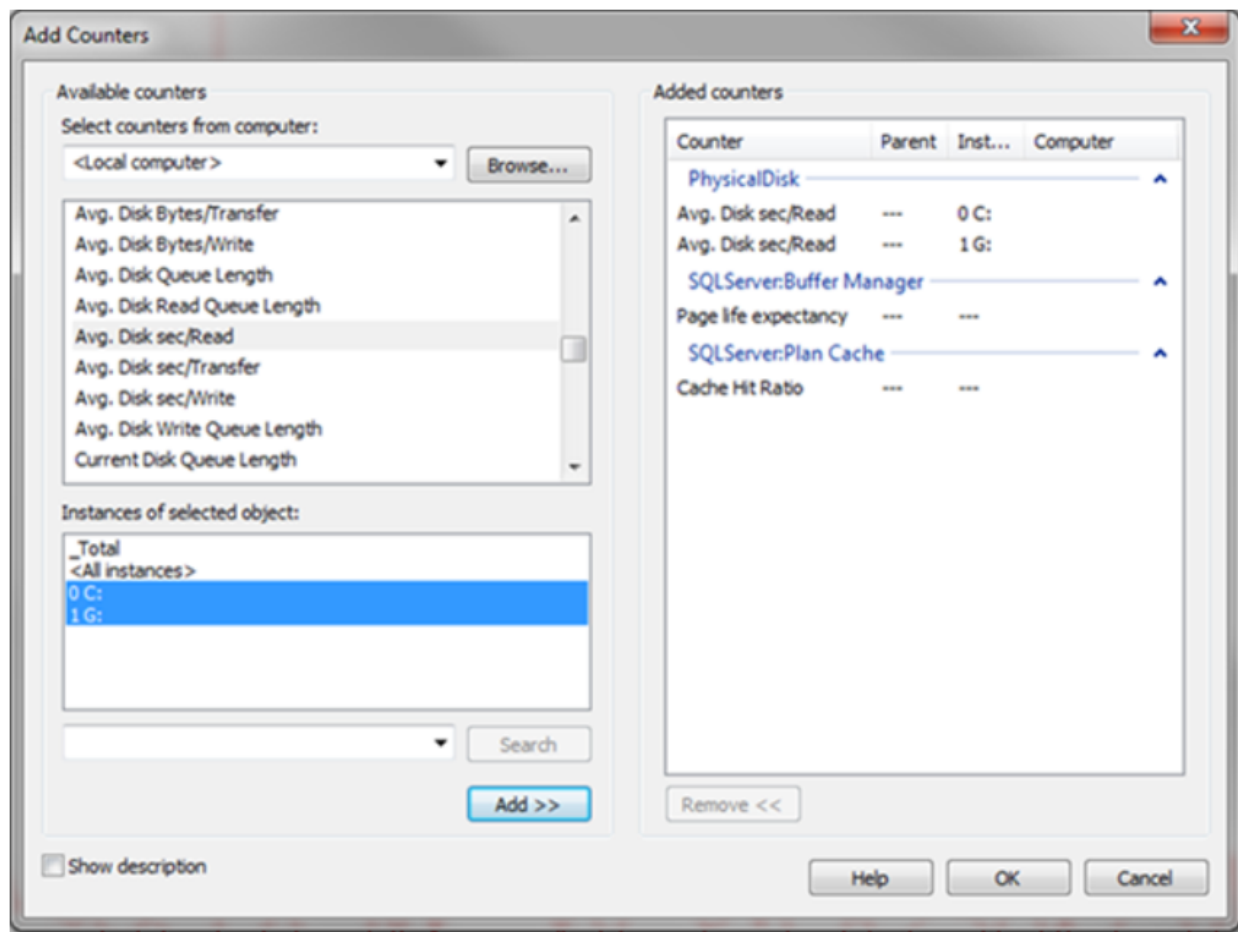 Add Counters
Available counters
Select counters from computer:
<Local computer>
Browse...
Avg. Disk Bytes/Transfer
Avg. Disk Bytes/Write
Avg. Disk Queue Length
Avg. Disk Read Queue Length
Avg. Disk sec/Read
Avg. Disk sec/Transfer
Avg. Disk sec/Write
Avg. Disk Write Queue Length
Current Disk Queue Length
Instances of selected object:
_Total
<All instances>
0 C:
1 G:
Search
Add >>
Show description
Added counters
Counter Parent Inst... Computer
PhysicalDisk
Avg. Disk sec/Read --- 0 C:
Avg. Disk sec/Read --- 1 G:
SQLServer:Buffer Manager
Page life expectancy --- ---
SQLServer:Plan Cache
Cache Hit Ratio --- ---
Remove <<
Help OK Cancel